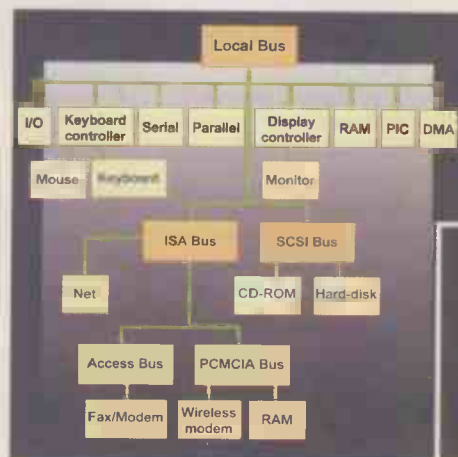 Local Bus
I/O
Keyboard
controller
Serial
Parallel
Display
controller
RAM
PIC
DMA
Mouse
Keyboard
Monitor
ISA Bus
SCSI Bus
Net
CD-ROM
Hard-disk
Access Bus
PCMCIA Bus
Fax/Modem
Wireless
modem
RAM